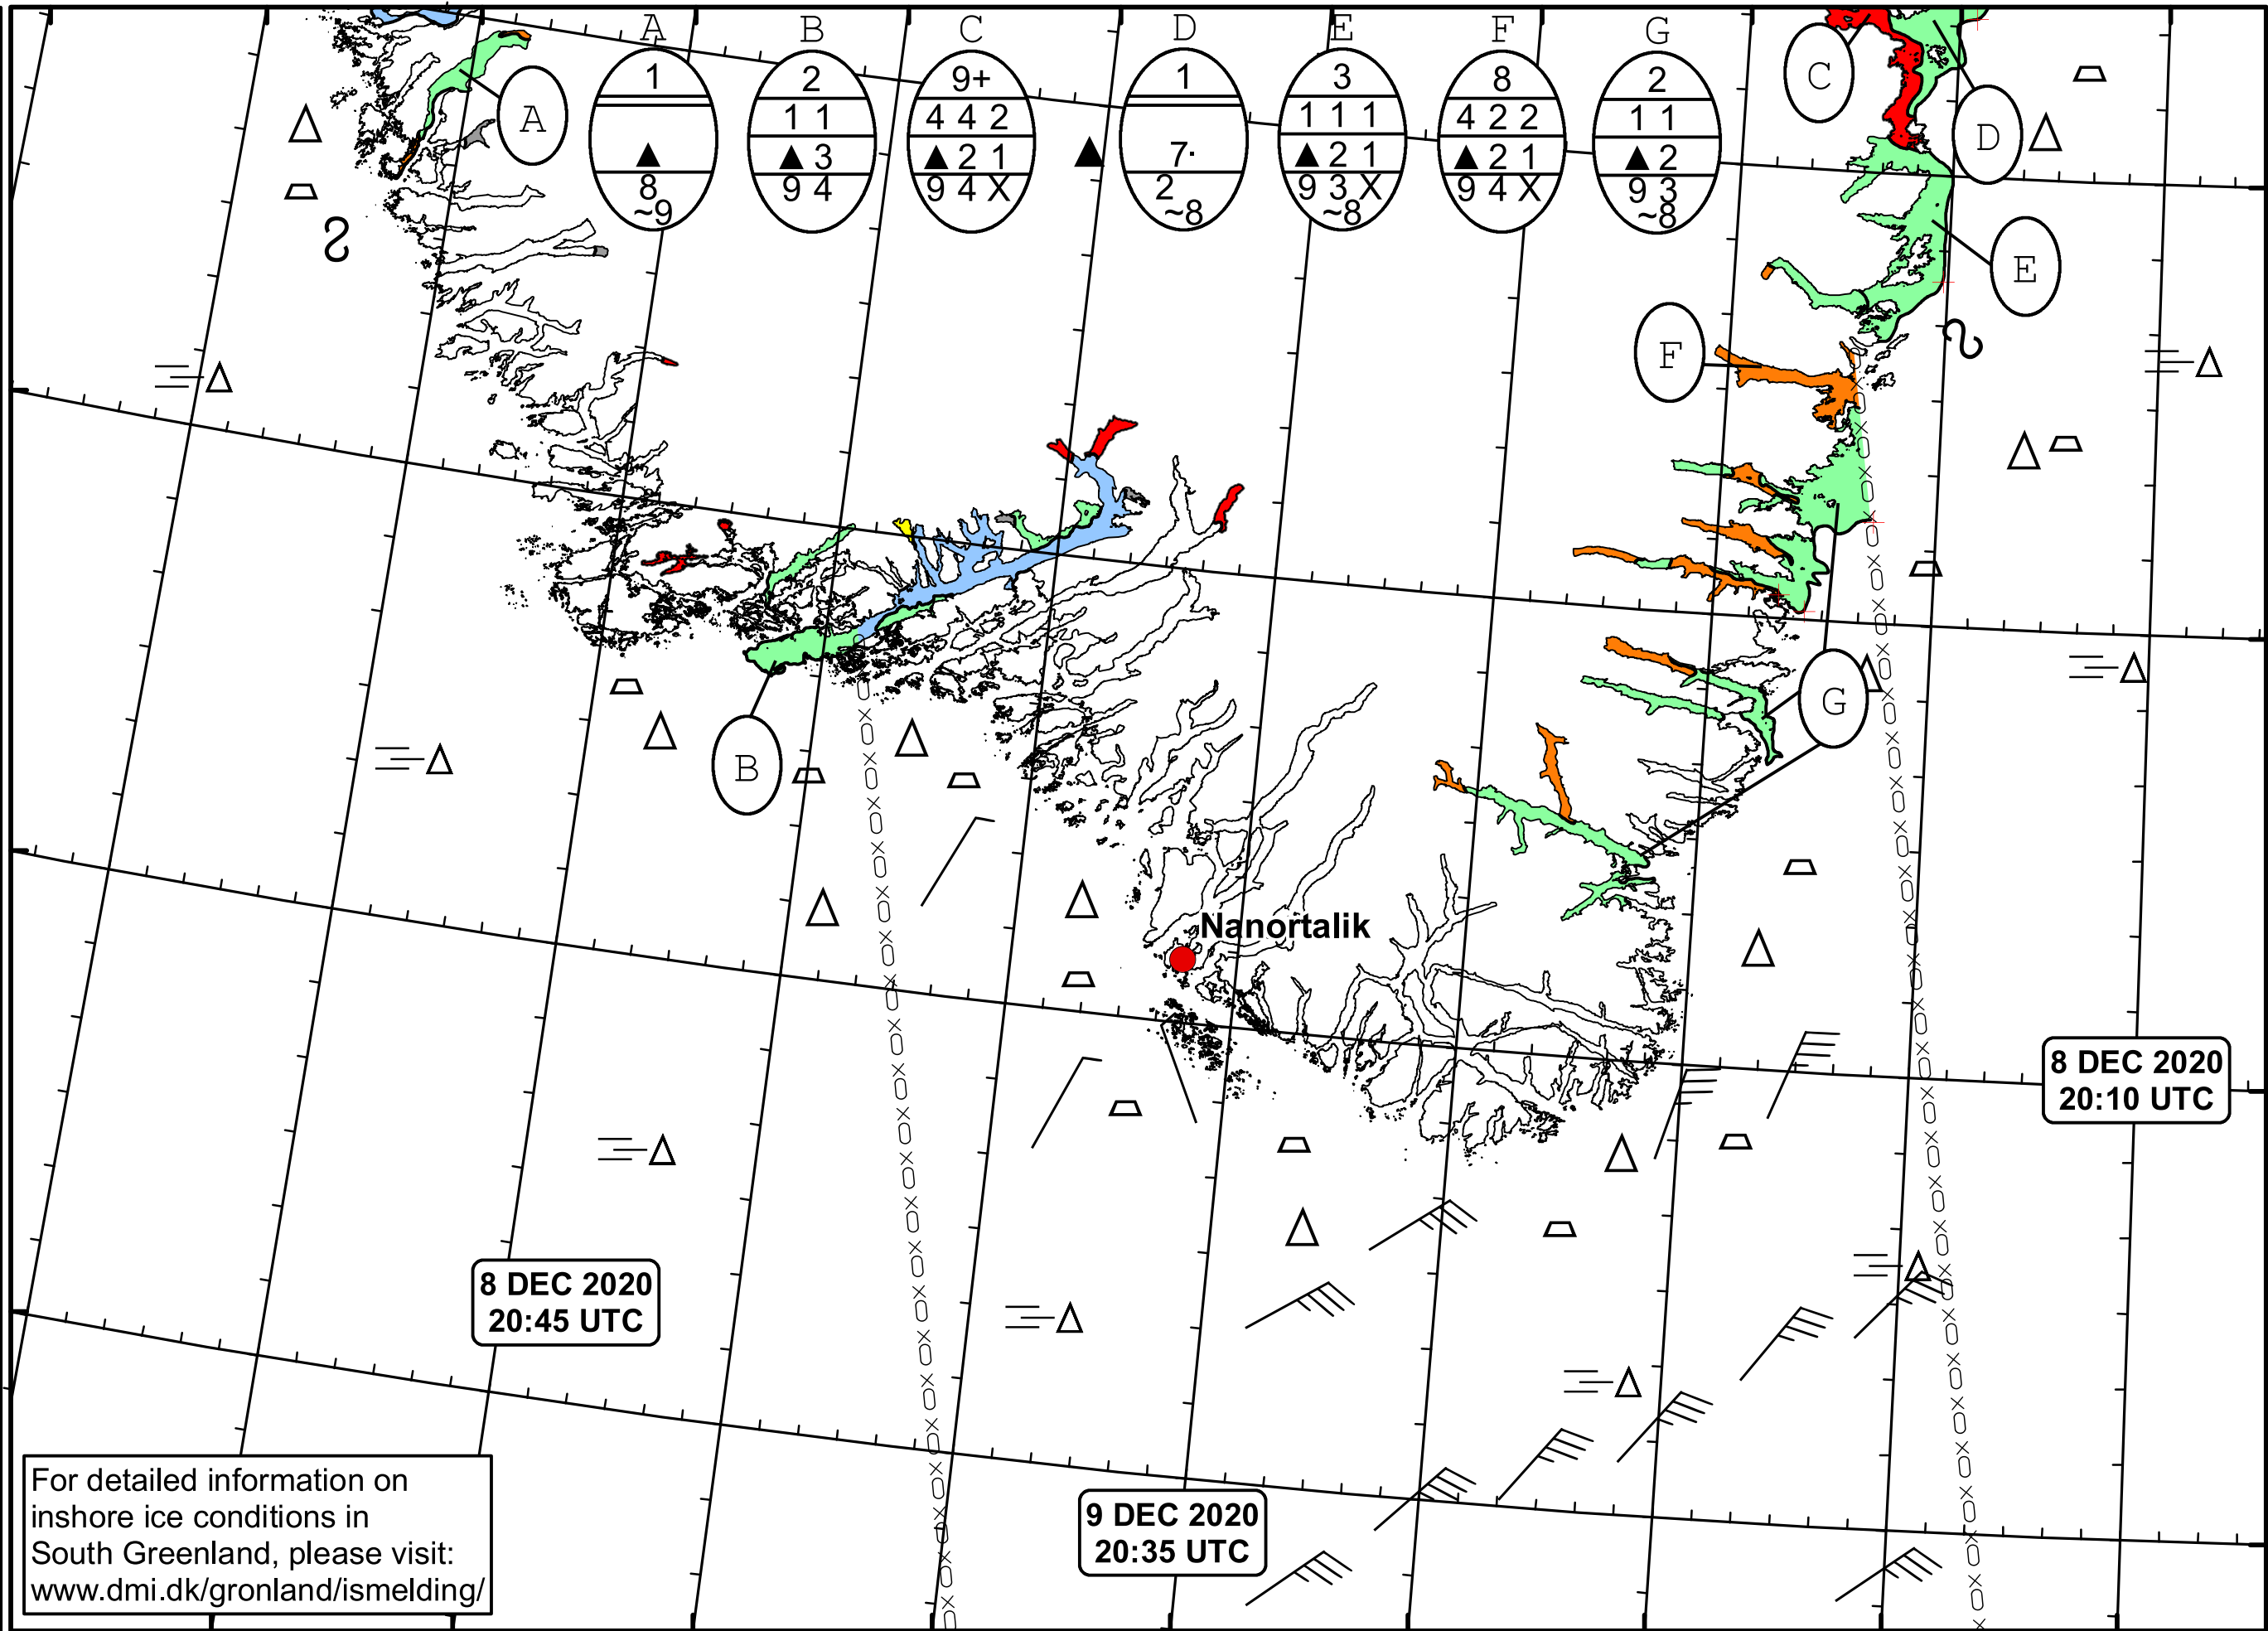 A B C D E F G
1
▲
8
~9
2
1 1
▲ 3
9 4
9+
4 4 2
▲ 2 1
9 4 X
▲
1
7·
2
~8
3
1 1 1
▲ 2 1
9 3 X
~8
8
4 2 2
▲ 2 1
9 4 X
2
1 1
▲ 2
9 3
~8
A
C
D
E
F
G
B
Nanortalik
8 DEC 2020
20:10 UTC
8 DEC 2020
20:45 UTC
9 DEC 2020
20:35 UTC
For detailed information on
inshore ice conditions in
South Greenland, please visit:
www.dmi.dk/gronland/ismelding/